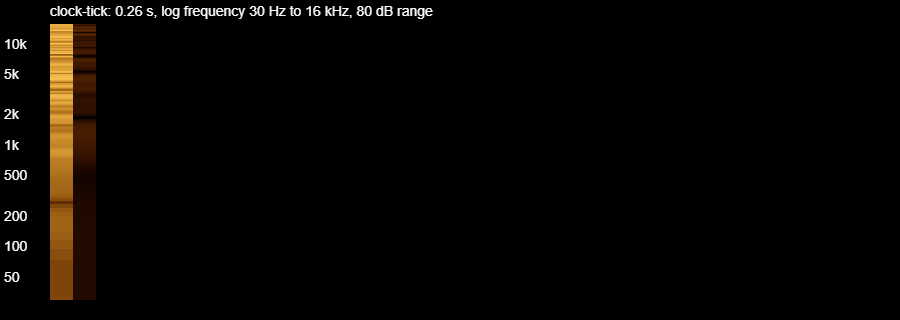 clock-tick: 0.26 s, log frequency 30 Hz to 16 kHz, 80 dB range
10k
5k
2k
1k
500
200
100
50